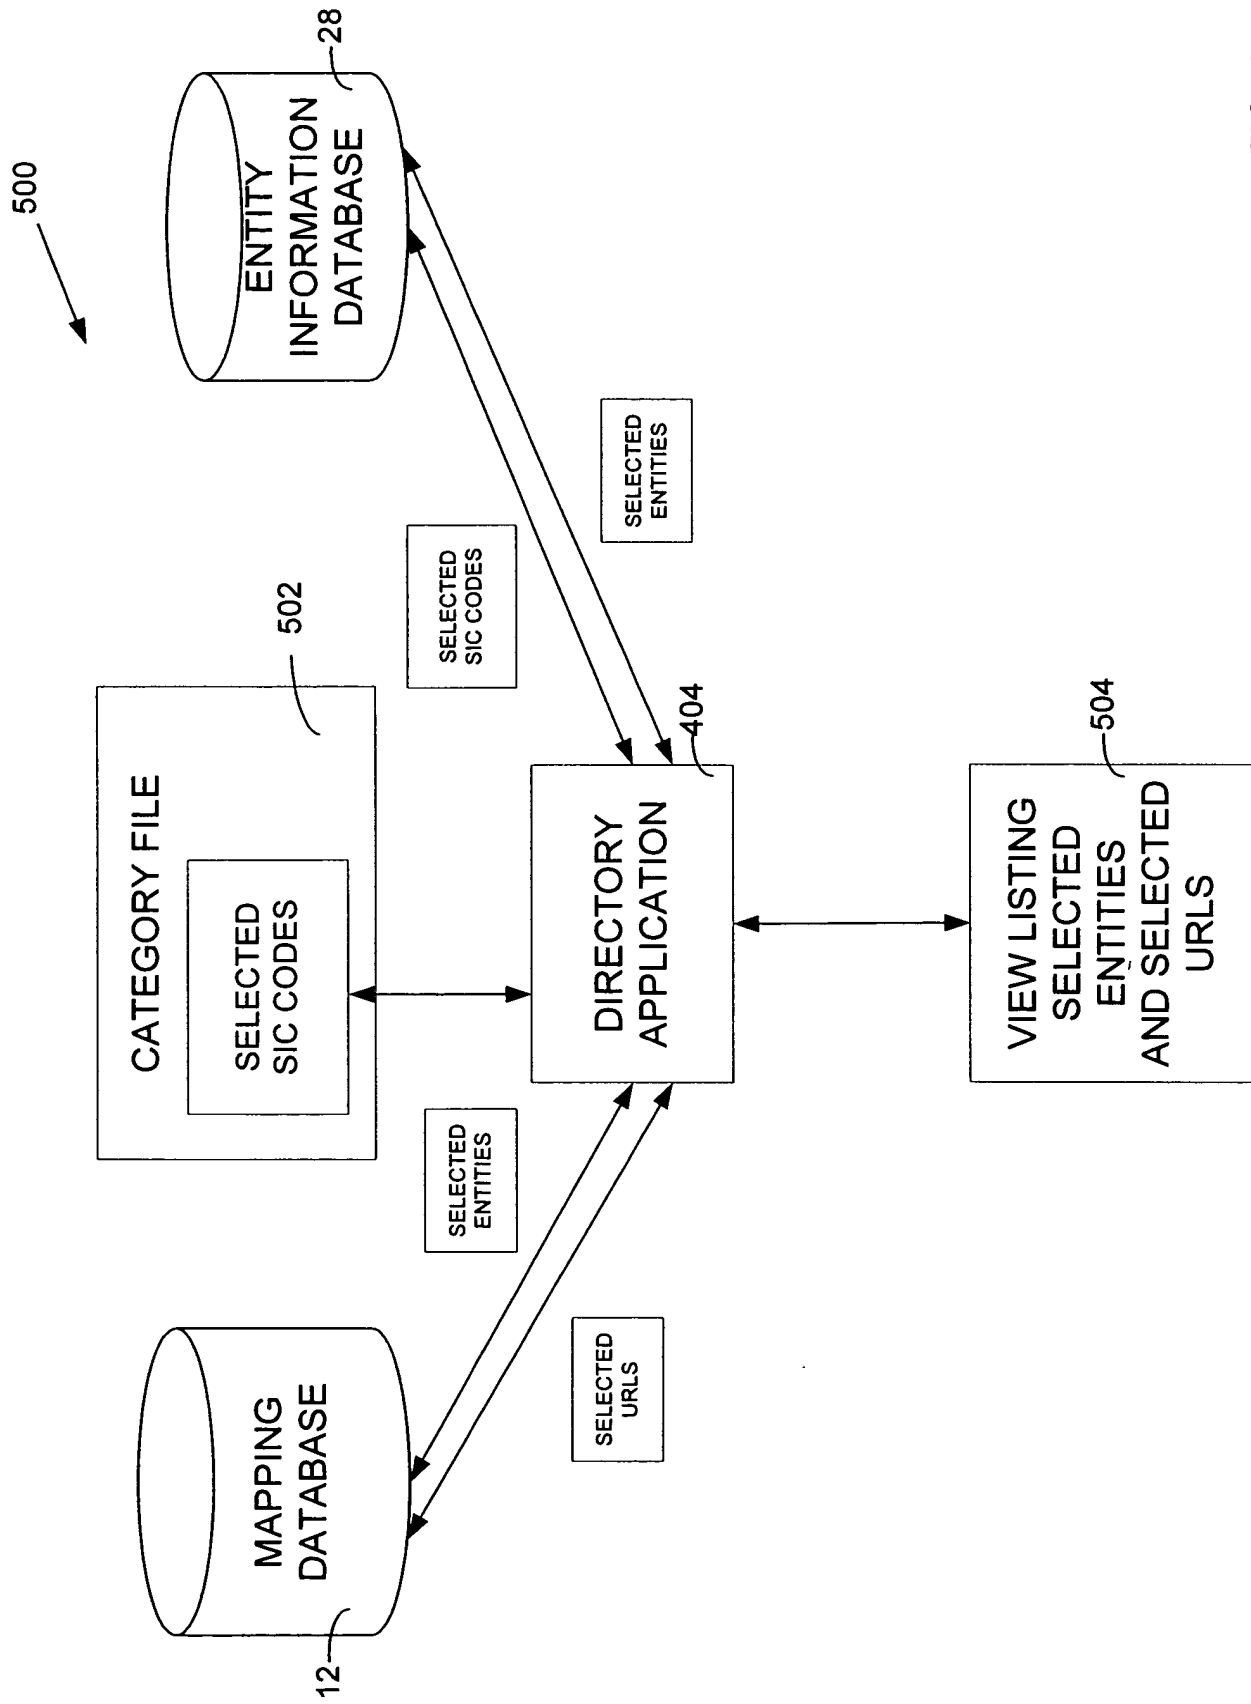 500
CATEGORY FILE
SELECTED
SIC CODES
502
MAPPING
DATABASE
12
ENTITY
INFORMATION
DATABASE
28
SELECTED
ENTITIES
SELECTED
SIC CODES
SELECTED
URLS
DIRECTORY
APPLICATION
404
SELECTED
ENTITIES
VIEW LISTING
SELECTED
ENTITIES
AND SELECTED
URLS
504